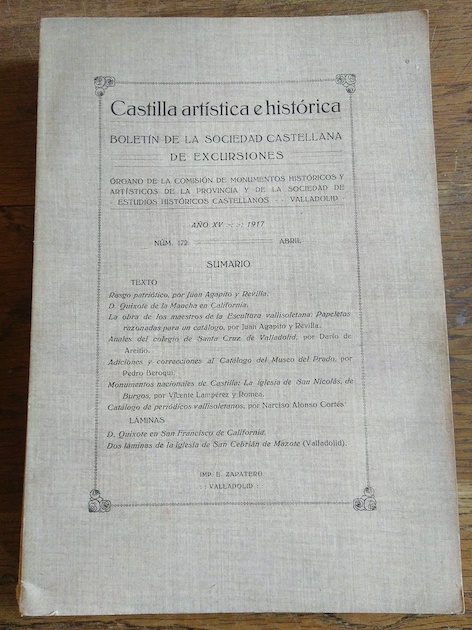 Castilla artística e histórica
BOLETÍN DE LA SOCIEDAD CASTELLANA
DE EXCURSIONES
ÓRGANO DE LA COMISIÓN DE MONUMENTOS HISTÓRICOS Y
ARTÍSTICOS DE LA PROVINCIA Y DE LA SOCIEDAD DE
ESTUDIOS HISTÓRICOS CASTELLANOS -- VALLADOLID
AÑO XV :-: :-: 1917
NÚM. 172 ABRIL
SUMARIO
TEXTO
Rasgo patriótico, por Juan Agapito y Revilla.
D. Quixote de la Mancha en California.
La obra de los maestros de la Escultura vallisoletana: Papeletas
razonadas para un catálogo, por Juan Agapito y Revilla.
Anales del colegio de Santa Cruz de Valladolid, por Darío de
Areitio.
Adiciones y correcciones al Catálogo del Museo del Prado, por
Pedro Beroqui.
Monumentos nacionales de Castilla: La iglesia de San Nicolás, de
Burgos, por Vicente Lampérez y Romea.
Catálogo de periódicos vallisoletanos, por Narciso Alonso Cortés
LÁMINAS
D. Quixote en San Francisco de California.
Dos láminas de la iglesia de San Cebrián de Mazote (Valladolid).
IMP. E. ZAPATERO
:: VALLADOLID ::